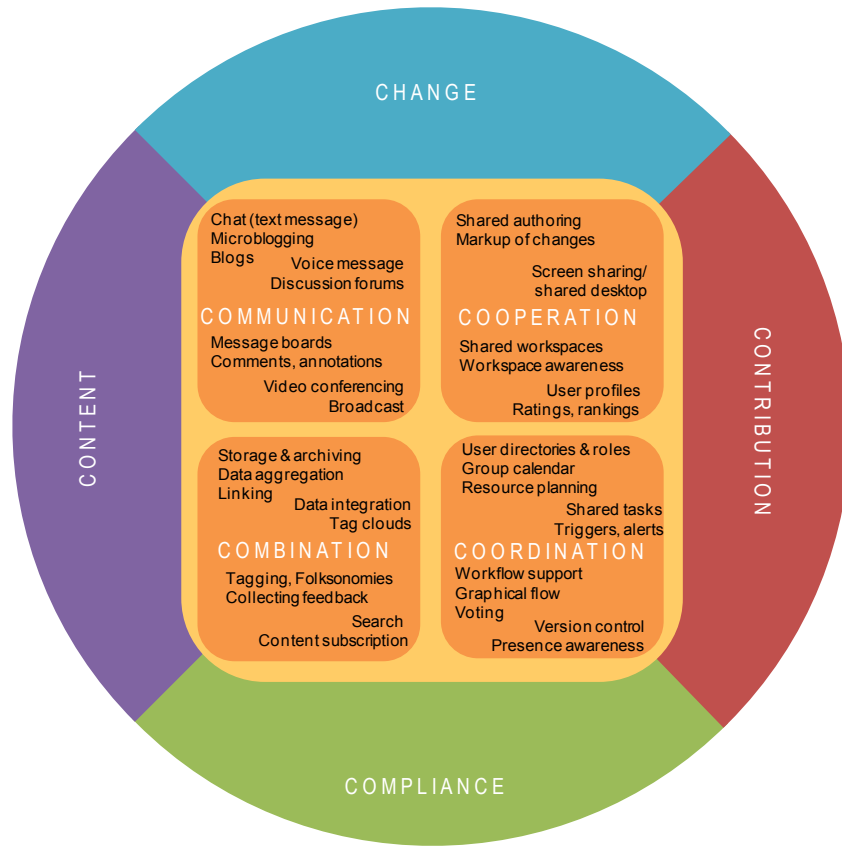 CHANGE
CONTENT
Chat (text message)
Microblogging
Blogs
Voice message
Discussion forums
COMMUNICATION
Message boards
Comments, annotations
Video conferencing
Broadcast
Shared authoring
Markup of changes
Screen sharing/
shared desktop
COOPERATION
Shared workspaces
Workspace awareness
User profiles
Ratings, rankings
CONTRIBUTION
Storage & archiving
Data aggregation
Linking
Data integration
Tag clouds
COMBINATION
Tagging, Folksonomies
Collecting feedback
Search
Content subscription
User directories & roles
Group calendar
Resource planning
Shared tasks
Triggers, alerts
COORDINATION
Workflow support
Graphical flow
Voting
Version control
Presence awareness
COMPLIANCE